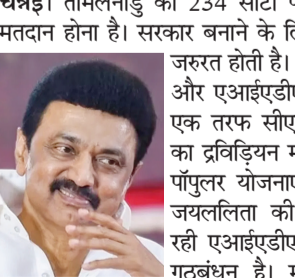 चेन्नई। तमिलनाडु की 234 सीटों
मतदान होना है। सरकार बनाने के
जरुरत होती है।
और एआईएडीए
एक तरफ सीए
का द्रविड़ियन म
पॉपुलर योजनाए
जयललिता की
रही एआईएडीए
गठबंधन है।